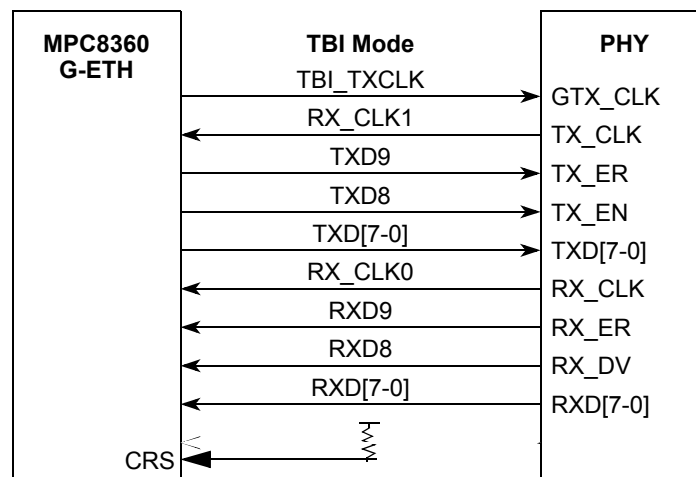 MPC8360 TBI Mode PHY
G-ETH
TBI_TXCLK
GTX_CLK
RX_CLK1
TX_CLK
TXD9
TX_ER
TXD8
TX_EN
TXD[7-0]
TXD[7-0]
RX_CLK0
RX_CLK
RXD9
RX_ER
RXD8
RX_DV
RXD[7-0]
RXD[7-0]
CRS